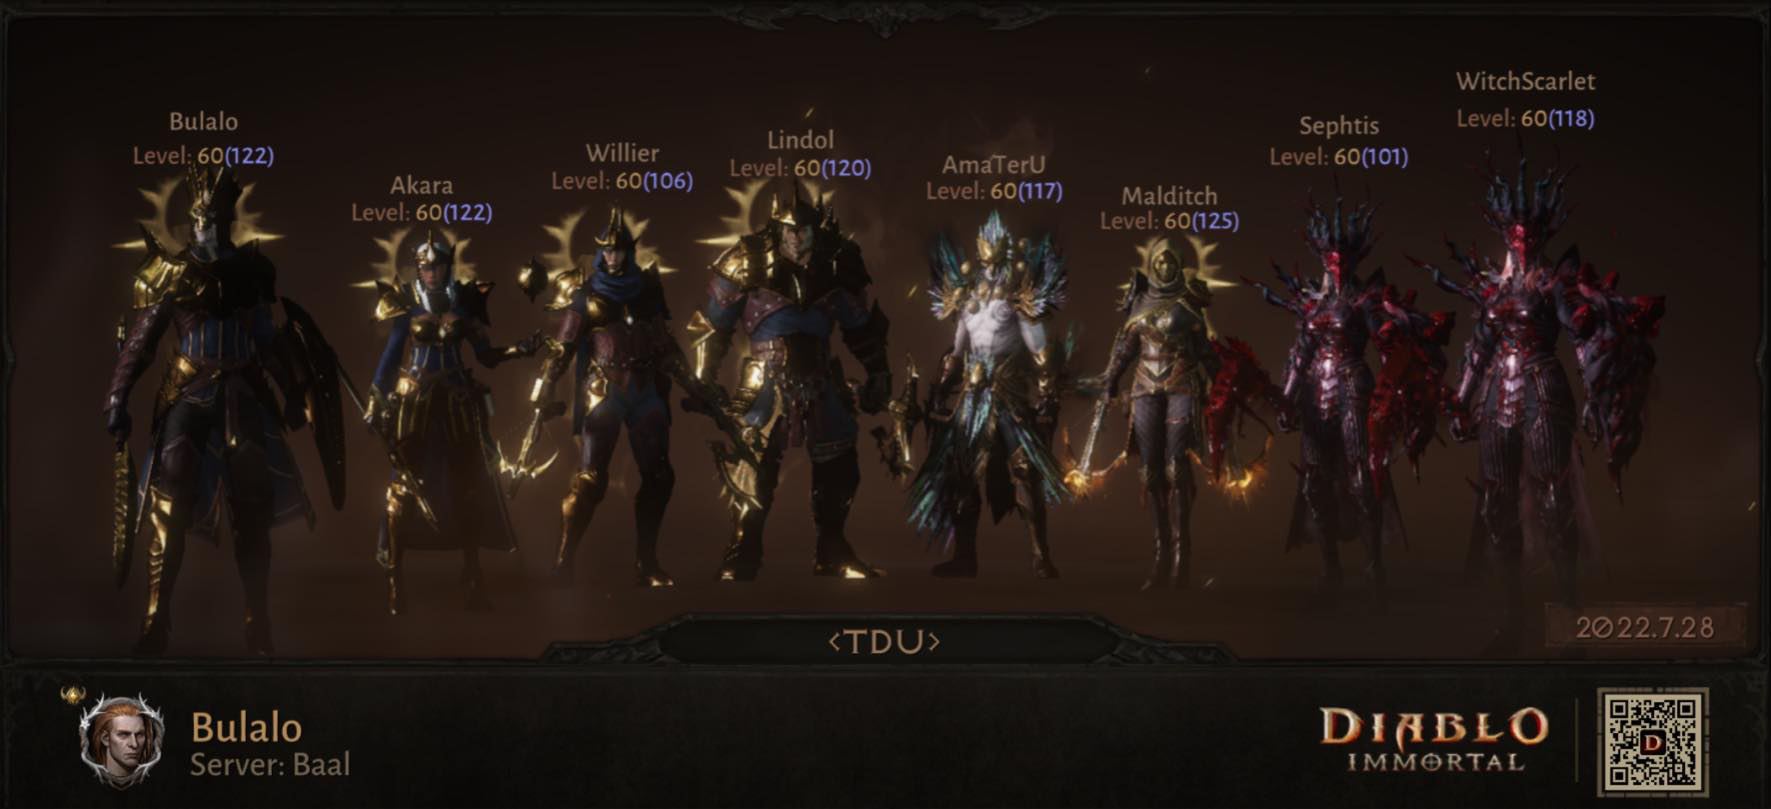 Bulalo
Level: 60(122)
Akara
Level: 60(122)
Willier
Level: 60(106)
Lindol
Level: 60(120)
AmaTerU
Level: 60(117)
Malditch
Level: 60(125)
Sephtis
Level: 60(101)
WitchScarlet
Level: 60(118)
<TDU>
2022.7.28
Bulalo
Server: Baal
DIABLO
IMMORTAL
D